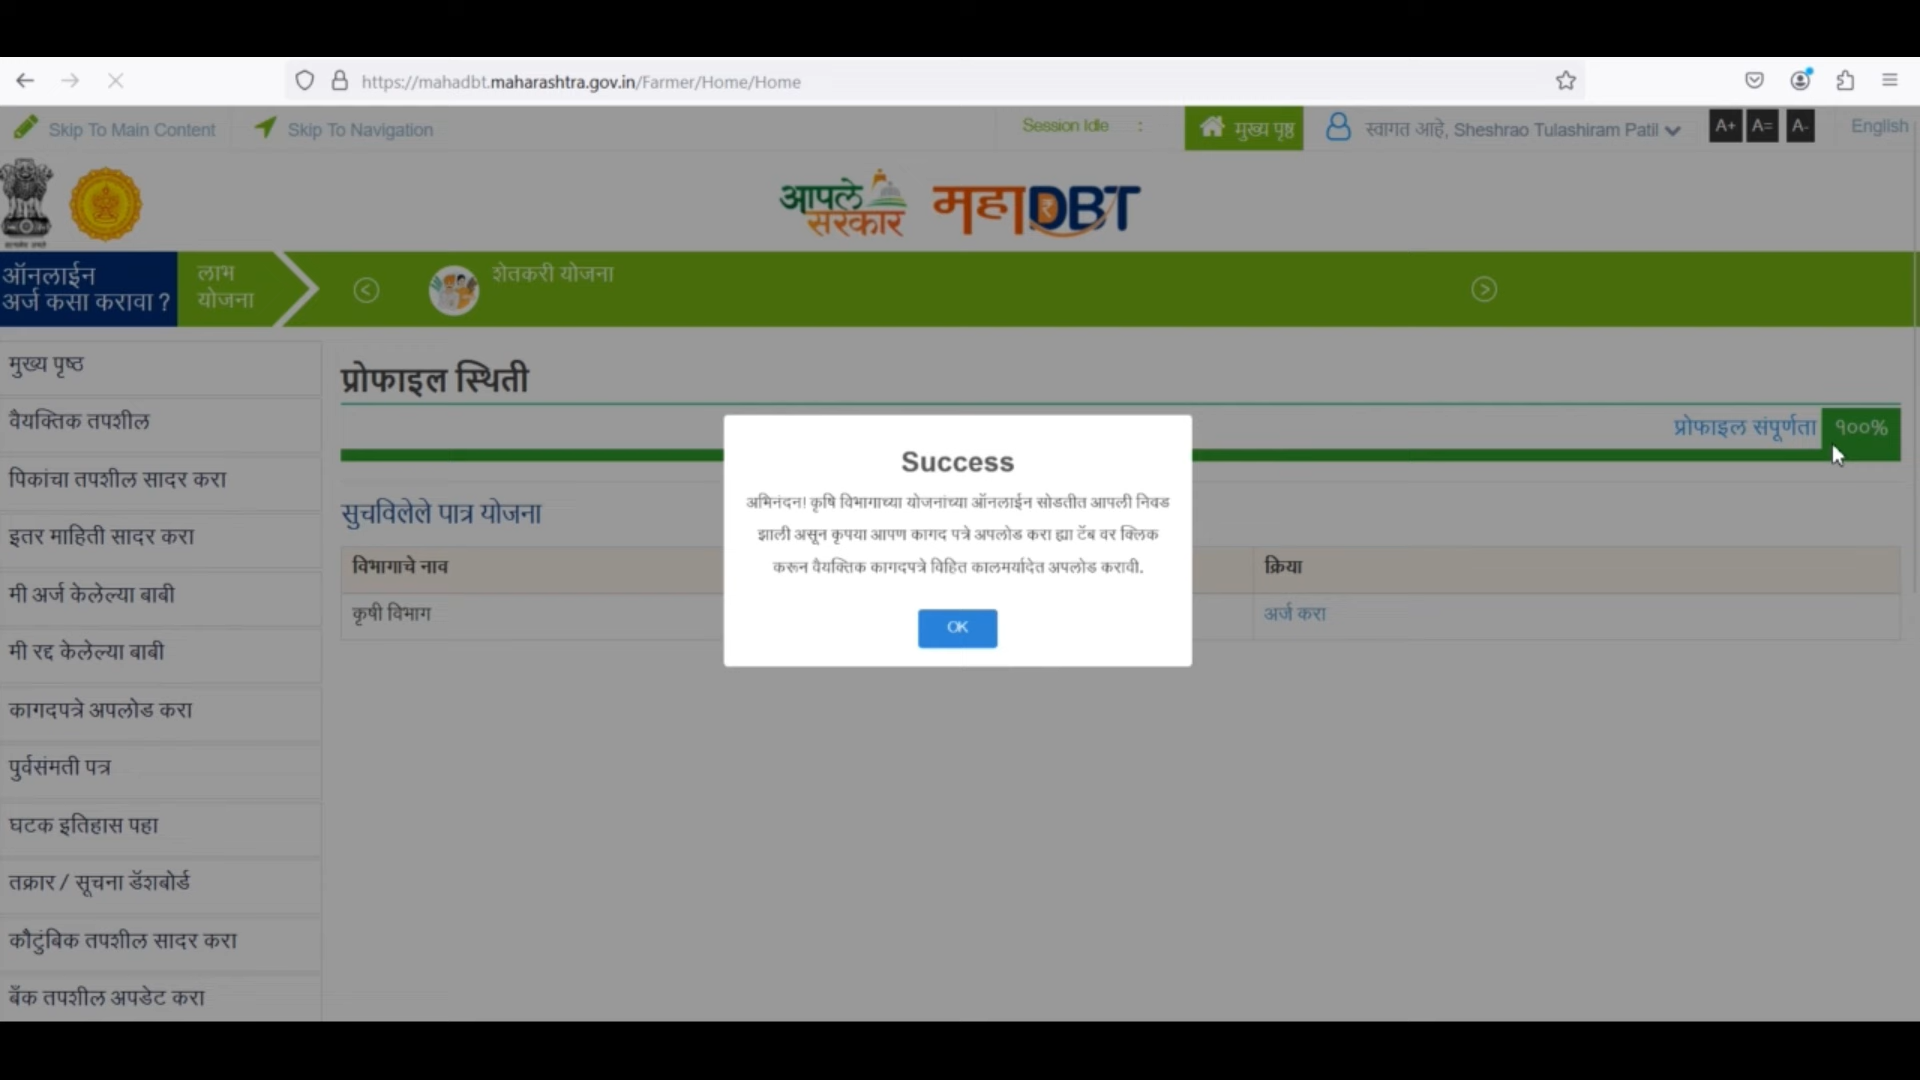 https://mahadbt.maharashtra.gov.in/Farmer/Home/Home
Skip To Main Content
Skip To Navigation
Session Idle :
मुख्य पृष्ठ
स्वागत आहे, Sheshrao Tulashiram Patil
A+ A= A-
English
आपले
सरकार
महाDBT
ऑनलाईन
अर्ज कसा करावा ?
लाभ
योजना
शेतकरी योजना
मुख्य पृष्ठ
वैयक्तिक तपशील
पिकांचा तपशील सादर करा
इतर माहिती सादर करा
मी अर्ज केलेल्या बाबी
मी रद्द केलेल्या बाबी
कागदपत्रे अपलोड करा
पुर्वसंमती पत्र
घटक इतिहास पहा
तक्रार / सूचना डॅशबोर्ड
कौटुंबिक तपशील सादर करा
बँक तपशील अपडेट करा
प्रोफाइल स्थिती
प्रोफाइल संपूर्णता १००%
सुचविलेले पात्र योजना
विभागाचे नाव
क्रिया
कृषी विभाग
अर्ज करा
Success
अभिनंदन! कृषि विभागाच्या योजनांच्या ऑनलाईन सोडतीत आपली निवड
झाली असून कृपया आपण कागद पत्रे अपलोड करा ह्या टॅब वर क्लिक
करून वैयक्तिक कागदपत्रे विहित कालमर्यादेत अपलोड करावी.
OK